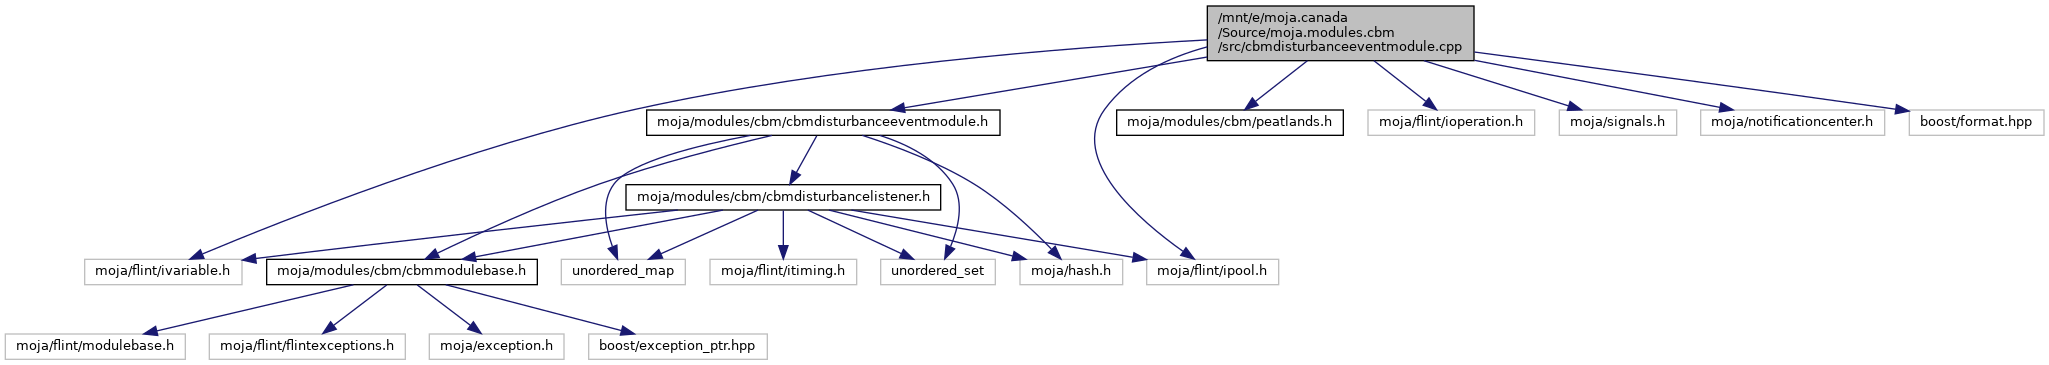 /mnt/e/moja.canada
/Source/moja.modules.cbm
/src/cbmdisturbanceeventmodule.cpp
moja/modules/cbm/cbmdisturbanceeventmodule.h
moja/modules/cbm/peatlands.h
moja/flint/ioperation.h
moja/signals.h
moja/notificationcenter.h
boost/format.hpp
moja/modules/cbm/cbmdisturbancelistener.h
moja/flint/ivariable.h
moja/modules/cbm/cbmmodulebase.h
unordered_map
moja/flint/itiming.h
unordered_set
moja/hash.h
moja/flint/ipool.h
moja/flint/modulebase.h
moja/flint/flintexceptions.h
moja/exception.h
boost/exception_ptr.hpp